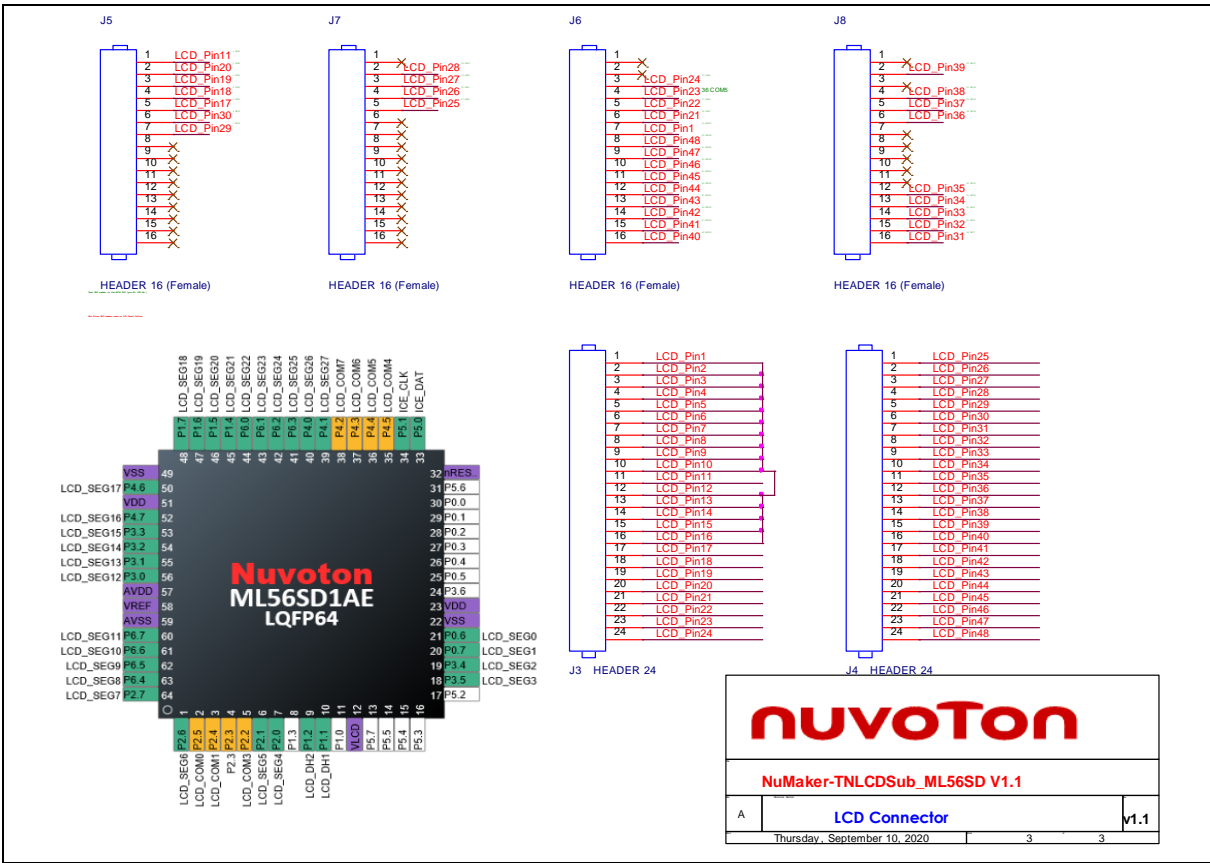 J5
J7
J6
J8
1 LCD_Pin11
2 LCD_Pin20
3 LCD_Pin19
4 LCD_Pin18
5 LCD_Pin17
6 LCD_Pin30
7 LCD_Pin29
8
9
10
11
12
13
14
15
16
HEADER 16 (Female)
1
2 LCD_Pin28
3 LCD_Pin27
4 LCD_Pin26
5 LCD_Pin25
6
7
8
9
10
11
12
13
14
15
16
HEADER 16 (Female)
1
2
3 LCD_Pin24
4 LCD_Pin23 36 COM5
5 LCD_Pin22
6 LCD_Pin21
7 LCD_Pin1
8 LCD_Pin48
9 LCD_Pin47
10 LCD_Pin46
11 LCD_Pin45
12 LCD_Pin44
13 LCD_Pin43
14 LCD_Pin42
15 LCD_Pin41
16 LCD_Pin40
HEADER 16 (Female)
1
2 LCD_Pin39
3
4 LCD_Pin38
5 LCD_Pin37
6 LCD_Pin36
7
8
9
10
11
12 LCD_Pin35
13 LCD_Pin34
14 LCD_Pin33
15 LCD_Pin32
16 LCD_Pin31
HEADER 16 (Female)
LCD_SEG18 P1.7 48
LCD_SEG19 P1.6 47
LCD_SEG20 P1.5 46
LCD_SEG21 P1.4 45
LCD_SEG22 P6.0 44
LCD_SEG23 P6.1 43
LCD_SEG24 P6.2 42
LCD_SEG25 P6.3 41
LCD_SEG26 P4.0 40
LCD_SEG27 P4.1 39
LCD_COM7 P4.2 38
LCD_COM6 P4.3 37
LCD_COM5 P4.4 36
LCD_COM4 P4.5 35
ICE_CLK P5.1 34
ICE_DAT P5.0 33
VSS 49
LCD_SEG17 P4.6 50
VDD 51
LCD_SEG16 P4.7 52
LCD_SEG15 P3.3 53
LCD_SEG14 P3.2 54
LCD_SEG13 P3.1 55
LCD_SEG12 P3.0 56
AVDD 57
VREF 58
AVSS 59
LCD_SEG11 P6.7 60
LCD_SEG10 P6.6 61
LCD_SEG9 P6.5 62
LCD_SEG8 P6.4 63
LCD_SEG7 P2.7 64
Nuvoton
ML56SD1AE
LQFP64
32 nRES..
31 P5.6
30 P0.0
29 P0.1
28 P0.2
27 P0.3
26 P0.4
25 P0.5
24 P3.6
23 VDD
22 VSS
21 P0.6 LCD_SEG0
20 P0.7 LCD_SEG1
19 P3.4 LCD_SEG2
18 P3.5 LCD_SEG3
17 P5.2
1 P2.6 LCD_SEG6
2 P2.5 LCD_COM0
3 P2.4 LCD_COM1
4 P2.3 P2.3
5 P2.2 LCD_COM3
6 P2.1 LCD_SEG5
7 P2.0 LCD_SEG4
8 P1.3
9 P1.2 LCD_DH2
10 P1.1 LCD_DH1
11 P1.0
12 VLCD
13 P5.7
14 P5.5
15 P5.4
16 P5.3
1 LCD_Pin1
2 LCD_Pin2
3 LCD_Pin3
4 LCD_Pin4
5 LCD_Pin5
6 LCD_Pin6
7 LCD_Pin7
8 LCD_Pin8
9 LCD_Pin9
10 LCD_Pin10
11 LCD_Pin11
12 LCD_Pin12
13 LCD_Pin13
14 LCD_Pin14
15 LCD_Pin15
16 LCD_Pin16
17 LCD_Pin17
18 LCD_Pin18
19 LCD_Pin19
20 LCD_Pin20
21 LCD_Pin21
22 LCD_Pin22
23 LCD_Pin23
24 LCD_Pin24
J3 HEADER 24
1 LCD_Pin25
2 LCD_Pin26
3 LCD_Pin27
4 LCD_Pin28
5 LCD_Pin29
6 LCD_Pin30
7 LCD_Pin31
8 LCD_Pin32
9 LCD_Pin33
10 LCD_Pin34
11 LCD_Pin35
12 LCD_Pin36
13 LCD_Pin37
14 LCD_Pin38
15 LCD_Pin39
16 LCD_Pin40
17 LCD_Pin41
18 LCD_Pin42
19 LCD_Pin43
20 LCD_Pin44
21 LCD_Pin45
22 LCD_Pin46
23 LCD_Pin47
24 LCD_Pin48
J4 HEADER 24
nuvoTon
NuMaker-TNLCDSub_ML56SD V1.1
A LCD Connector v1.1
Thursday, September 10, 2020 3 3